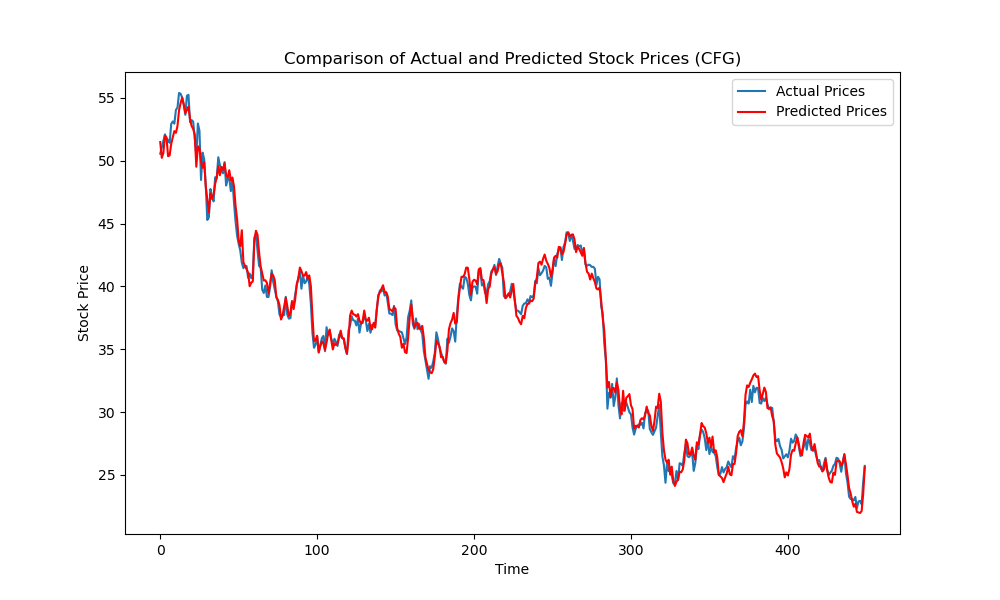 Comparison of Actual and Predicted Stock Prices (CFG)
Actual Prices
Predicted Prices
Stock Price
55
50
45
40
35
30
25
0 100 200 300 400
Time